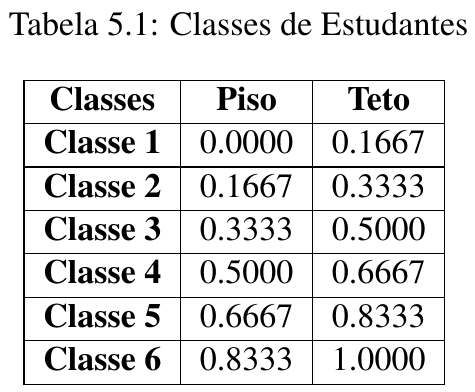 Tabela 5.1: Classes de Estudantes
Classes Piso Teto
Classe 1 0.0000 0.1667
Classe 2 0.1667 0.3333
Classe 3 0.3333 0.5000
Classe 4 0.5000 0.6667
Classe 5 0.6667 0.8333
Classe 6 0.8333 1.0000